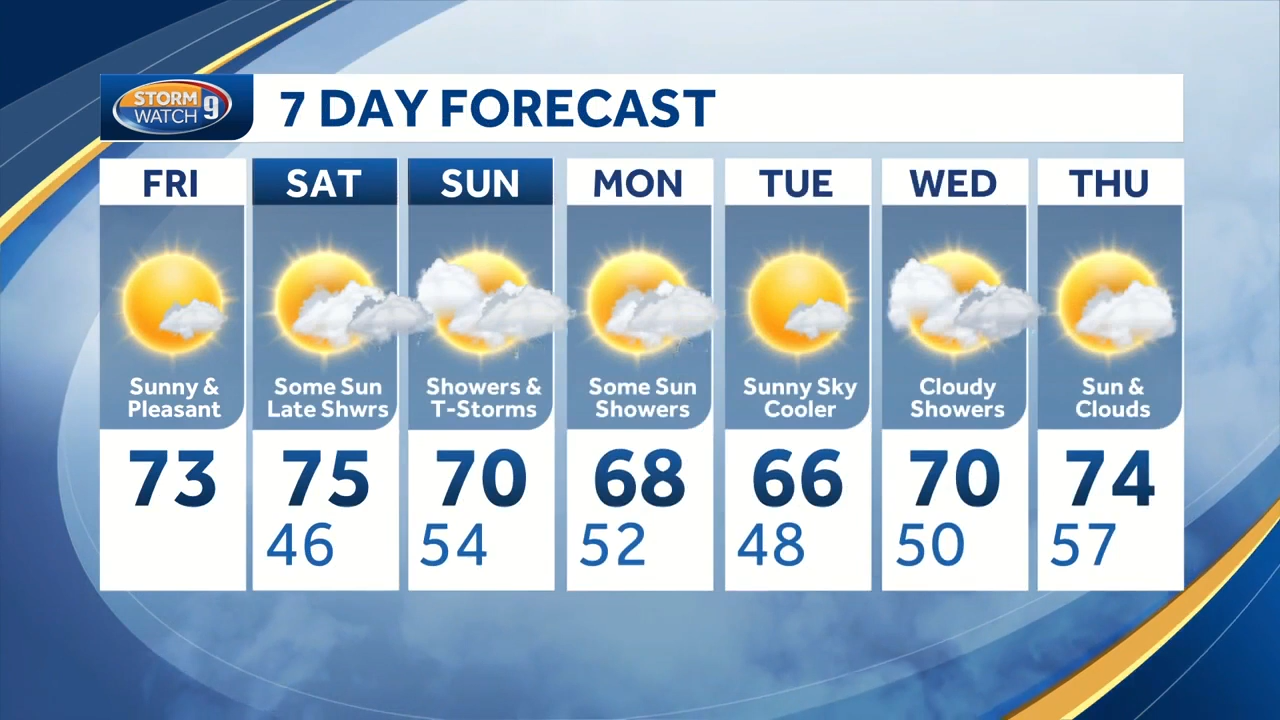 STORM
WATCH 9
7 DAY FORECAST
FRI
Sunny &
Pleasant
73
SAT
Some Sun
Late Shwrs
75
46
SUN
Showers &
T-Storms
70
54
MON
Some Sun
Showers
68
52
TUE
Sunny Sky
Cooler
66
48
WED
Cloudy
Showers
70
50
THU
Sun &
Clouds
74
57